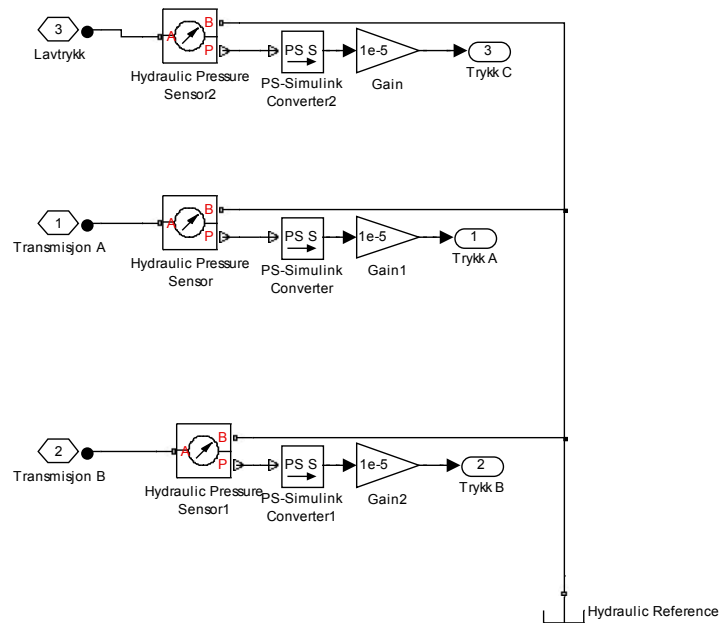 3
Lavtrykk
A
B
P
Hydraulic Pressure
Sensor2
PS S
PS-Simulink
Converter2
1e-5
Gain
3
Trykk C
1
Transmisjon A
A
B
P
Hydraulic Pressure
Sensor
PS S
PS-Simulink
Converter
1e-5
Gain1
1
Trykk A
2
Transmisjon B
A
B
P
Hydraulic Pressure
Sensor1
PS S
PS-Simulink
Converter1
1e-5
Gain2
2
Trykk B
Hydraulic Reference